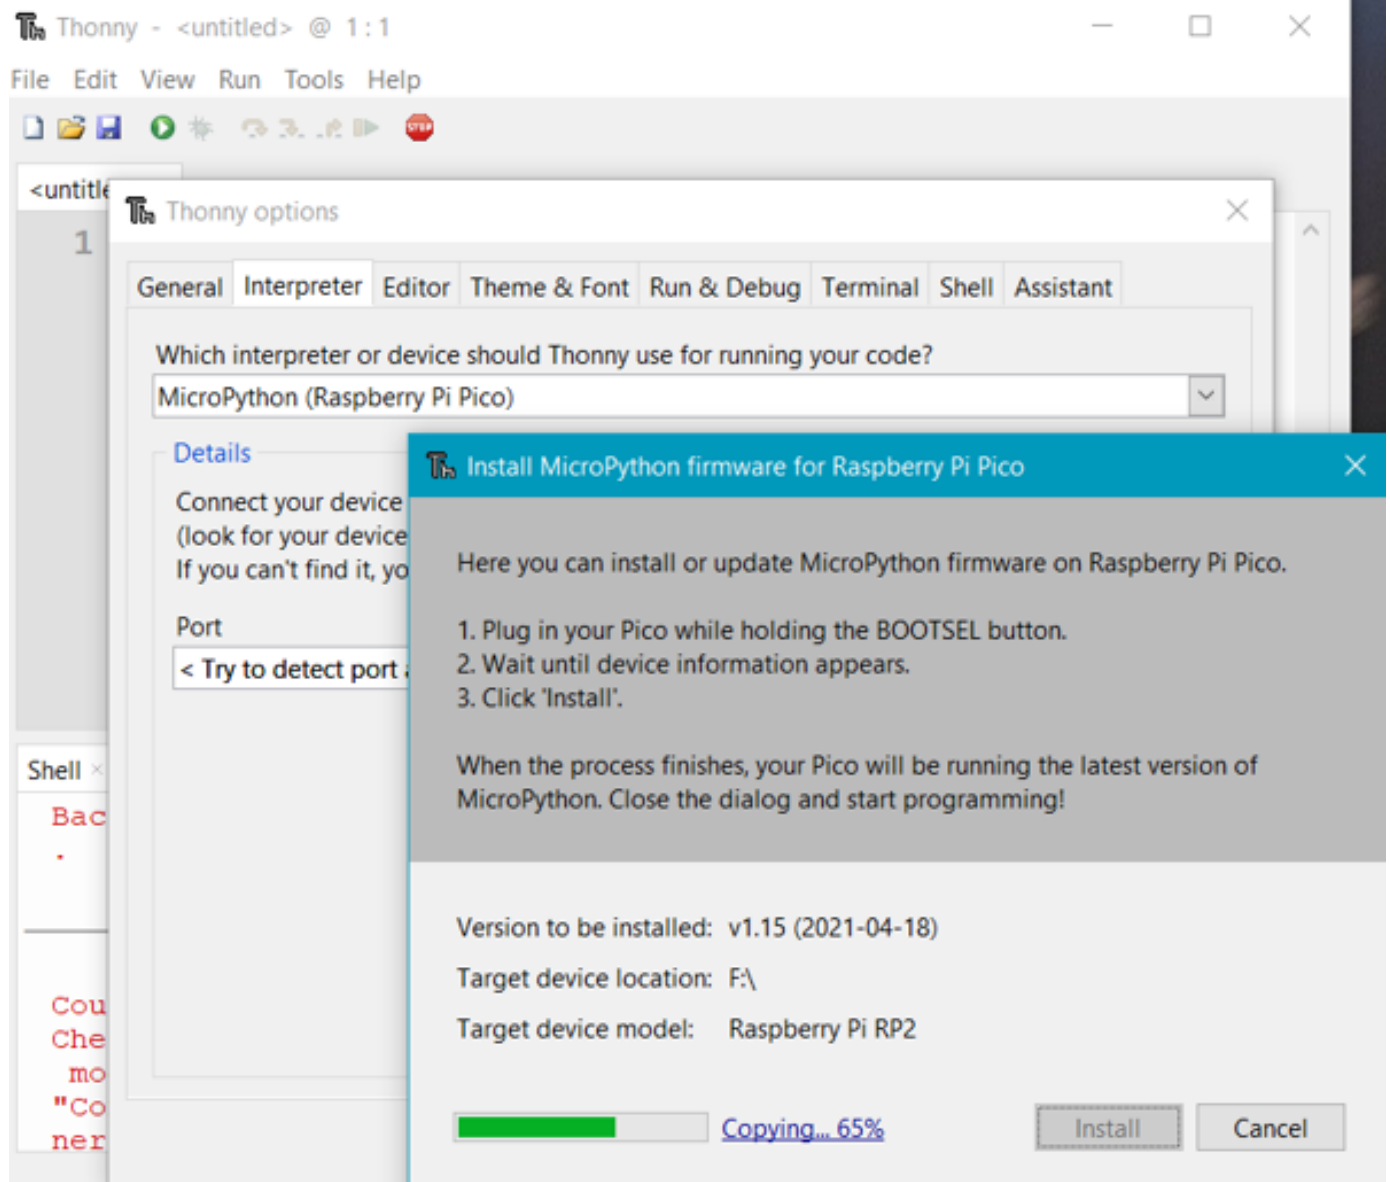 Thonny - <untitled> @ 1:1
File Edit View Run Tools Help
STOP
<untitle
1
Thonny options
General Interpreter Editor Theme & Font Run & Debug Terminal Shell Assistant
Which interpreter or device should Thonny use for running your code?
MicroPython (Raspberry Pi Pico)
Details
Connect your device
(look for your device
If you can't find it, yo
Port
< Try to detect port
Install MicroPython firmware for Raspberry Pi Pico
Here you can install or update MicroPython firmware on Raspberry Pi Pico.
1. Plug in your Pico while holding the BOOTSEL button.
2. Wait until device information appears.
3. Click 'Install'.
When the process finishes, your Pico will be running the latest version of
MicroPython. Close the dialog and start programming!
Version to be installed: v1.15 (2021-04-18)
Target device location: F:\
Target device model: Raspberry Pi RP2
Copying... 65%
Install Cancel
Shell
Bac
.
Cou
Che
mo
"Co
ner